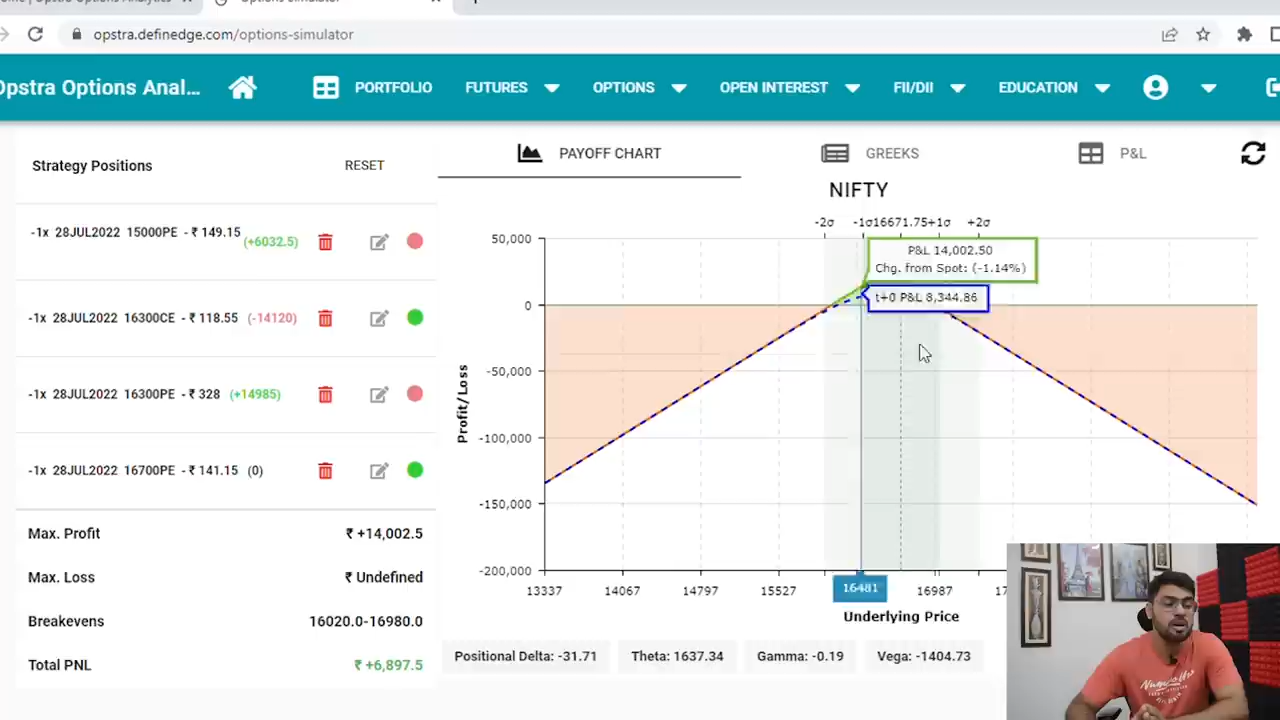 Options Simulator
opstra.definedge.com/options-simulator
Opstra Options Anal...
PORTFOLIO
FUTURES
OPTIONS
OPEN INTEREST
FII/DII
EDUCATION
Strategy Positions
RESET
PAYOFF CHART
GREEKS
P&L
NIFTY
-2σ -1σ16671.75+1σ +2σ
-1x 28JUL2022 15000PE - ₹ 149.15 (+6032.5)
-1x 28JUL2022 16300CE - ₹ 118.55 (-14120)
-1x 28JUL2022 16300PE - ₹ 328 (+14985)
-1x 28JUL2022 16700PE - ₹ 141.15 (0)
Max. Profit ₹ +14,002.5
Max. Loss ₹ Undefined
Breakevens 16020.0-16980.0
Total PNL ₹ +6,897.5
P&L 14,002.50
Chg. from Spot: (-1.14%)
t+0 P&L 8,344.86
50,000
0
-50,000
-100,000
-150,000
-200,000
Profit/Loss
13337 14067 14797 15527 16481 16987
Underlying Price
Positional Delta: -31.71
Theta: 1637.34
Gamma: -0.19
Vega: -1404.73